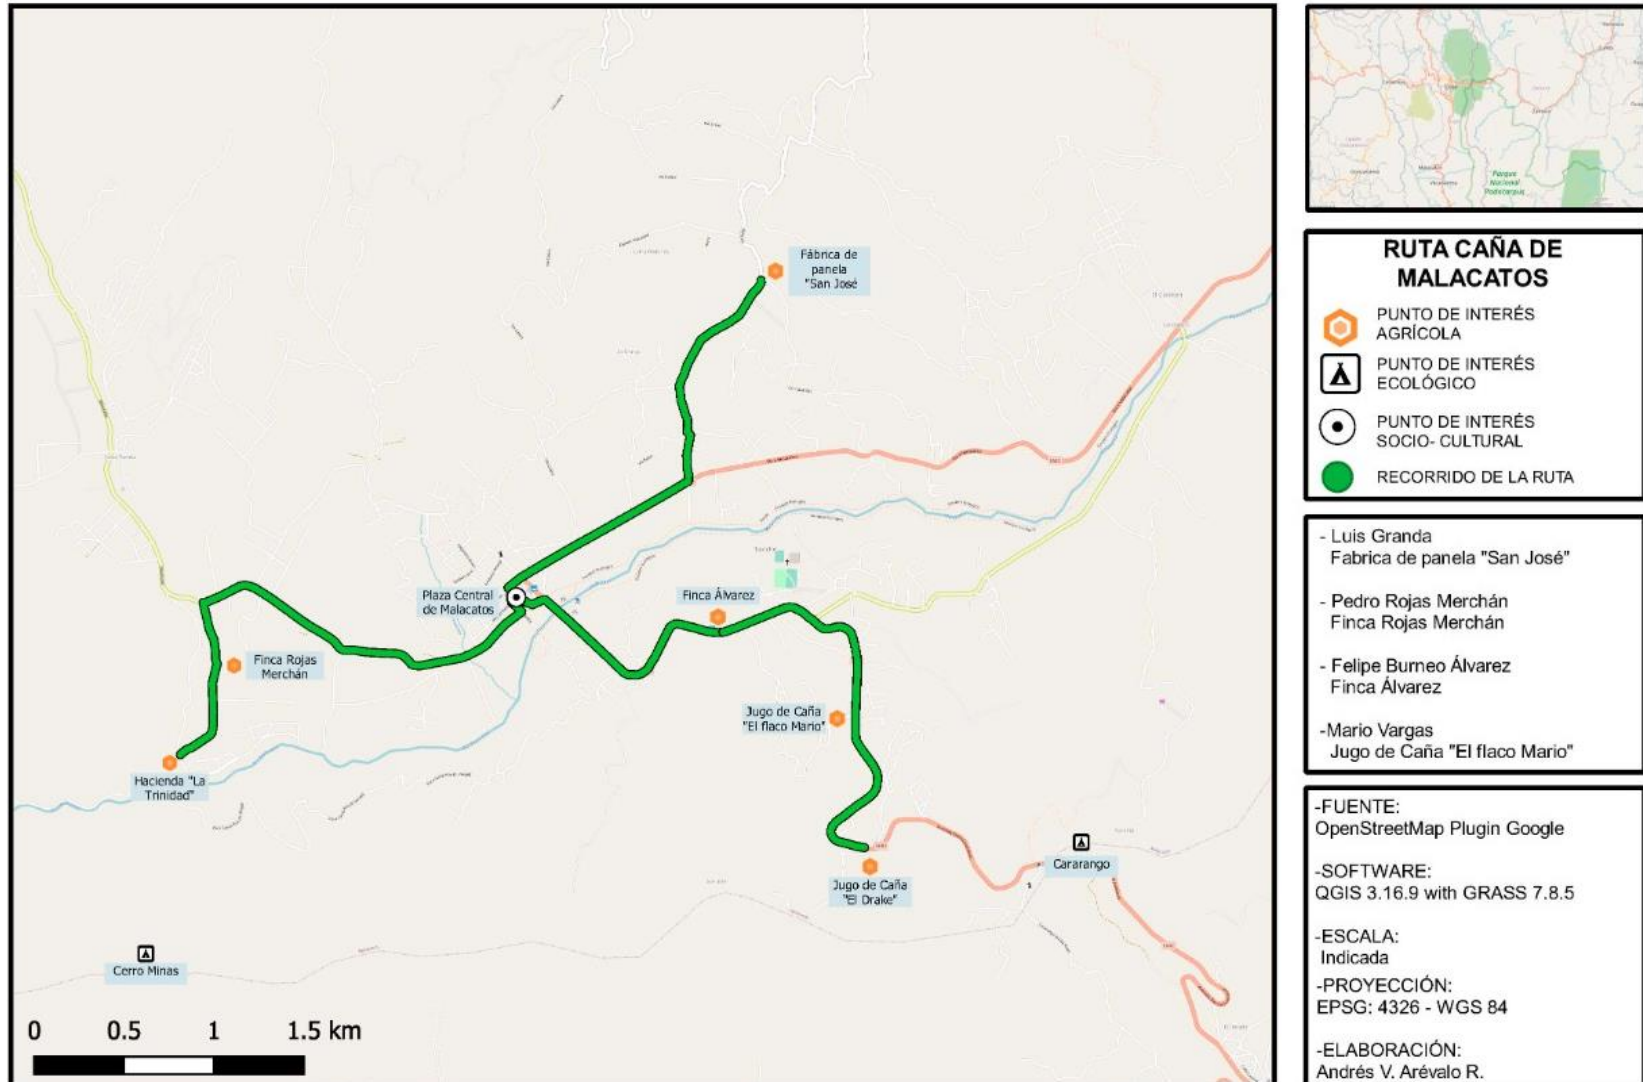 Fábrica de
panela
"San José
Plaza Central
de Malacatos
Finca Álvarez
Finca Rojas
Merchán
Jugo de Caña
"El flaco Mario"
Hacienda "La
Trinidad"
Jugo de Caña
"El Drake"
Cararango
Cerro Minas
0 0.5 1 1.5 km
Parque
Nacional
Podocarpus
RUTA CAÑA DE
MALACATOS
PUNTO DE INTERÉS
AGRÍCOLA
PUNTO DE INTERÉS
ECOLÓGICO
PUNTO DE INTERÉS
SOCIO- CULTURAL
RECORRIDO DE LA RUTA
- Luis Granda
Fabrica de panela "San José"
- Pedro Rojas Merchán
Finca Rojas Merchán
- Felipe Burneo Álvarez
Finca Álvarez
-Mario Vargas
Jugo de Caña "El flaco Mario"
-FUENTE:
OpenStreetMap Plugin Google
-SOFTWARE:
QGIS 3.16.9 with GRASS 7.8.5
-ESCALA:
Indicada
-PROYECCIÓN:
EPSG: 4326 - WGS 84
-ELABORACIÓN:
Andrés V. Arévalo R.